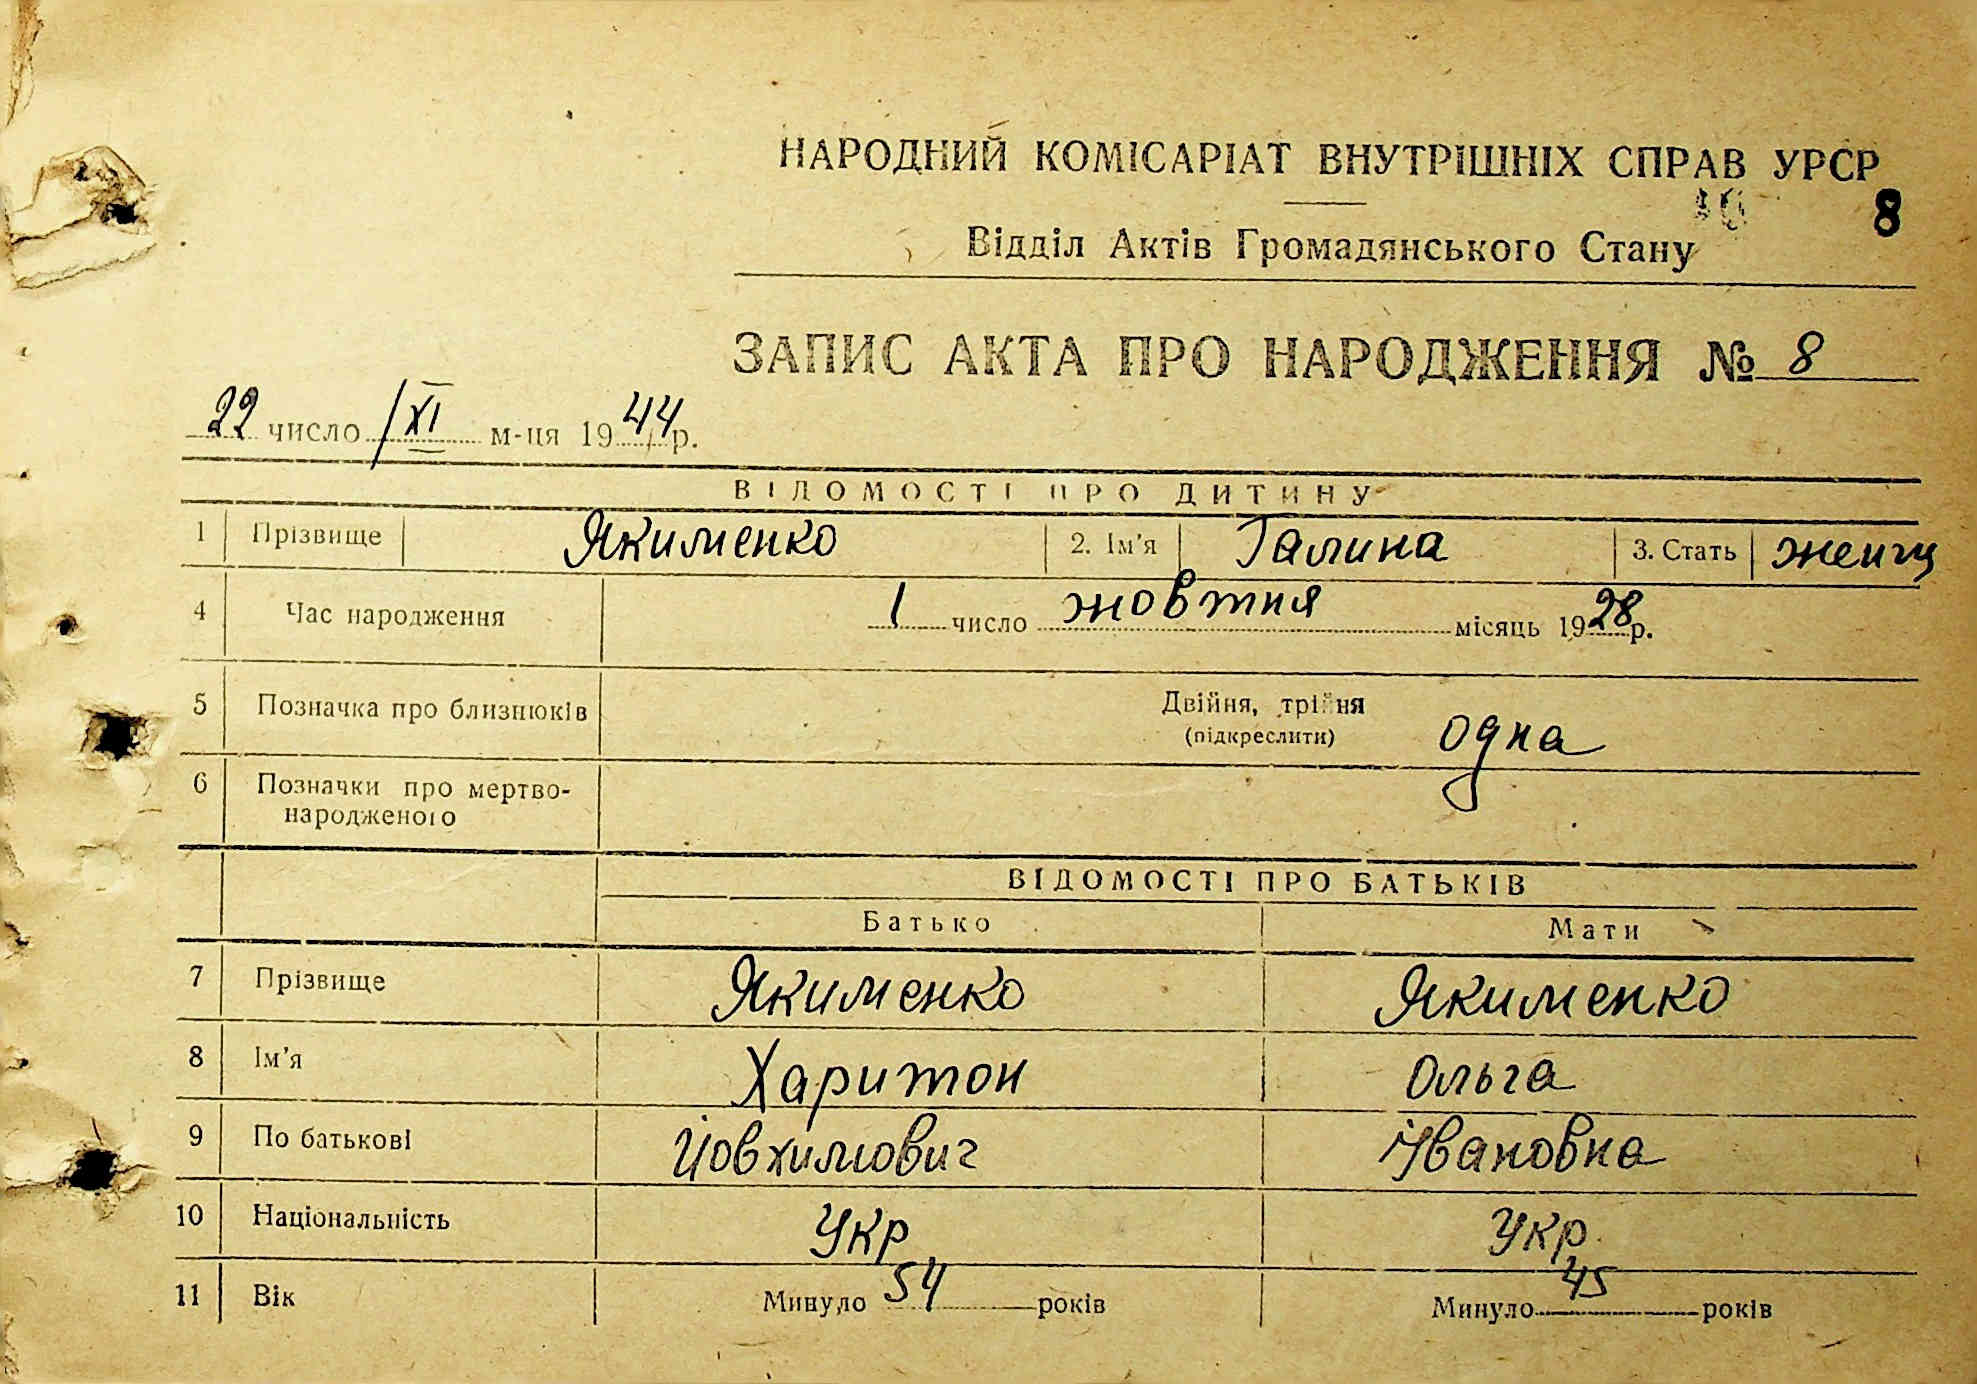 НАРОДНИЙ КОМІСАРІАТ ВНУТРІШНІХ СПРАВ УРСР
8
Відділ Актів Громадянського Стану
ЗАПИС АКТА ПРО НАРОДЖЕННЯ № 8
22 число XI м-ця 1944 р.
ВІДОМОСТІ ПРО ДИТИНУ
1 Прізвище Якименко 2. Ім'я Галина 3. Стать женщ
4 Час народження 1 число жовтня місяць 1928 р.
5 Позначка про близнюків Двійня, трійня
(підкреслити) одна
6 Позначки про мертво-
народженого
ВІДОМОСТІ ПРО БАТЬКІВ
Батько Мати
7 Прізвище Якименко Якименко
8 Ім'я Харитон Ольга
9 По батькові Йовхимович Івановна
10 Національність Укр Укр.
11 Вік Минуло 54 років Минуло 45 років